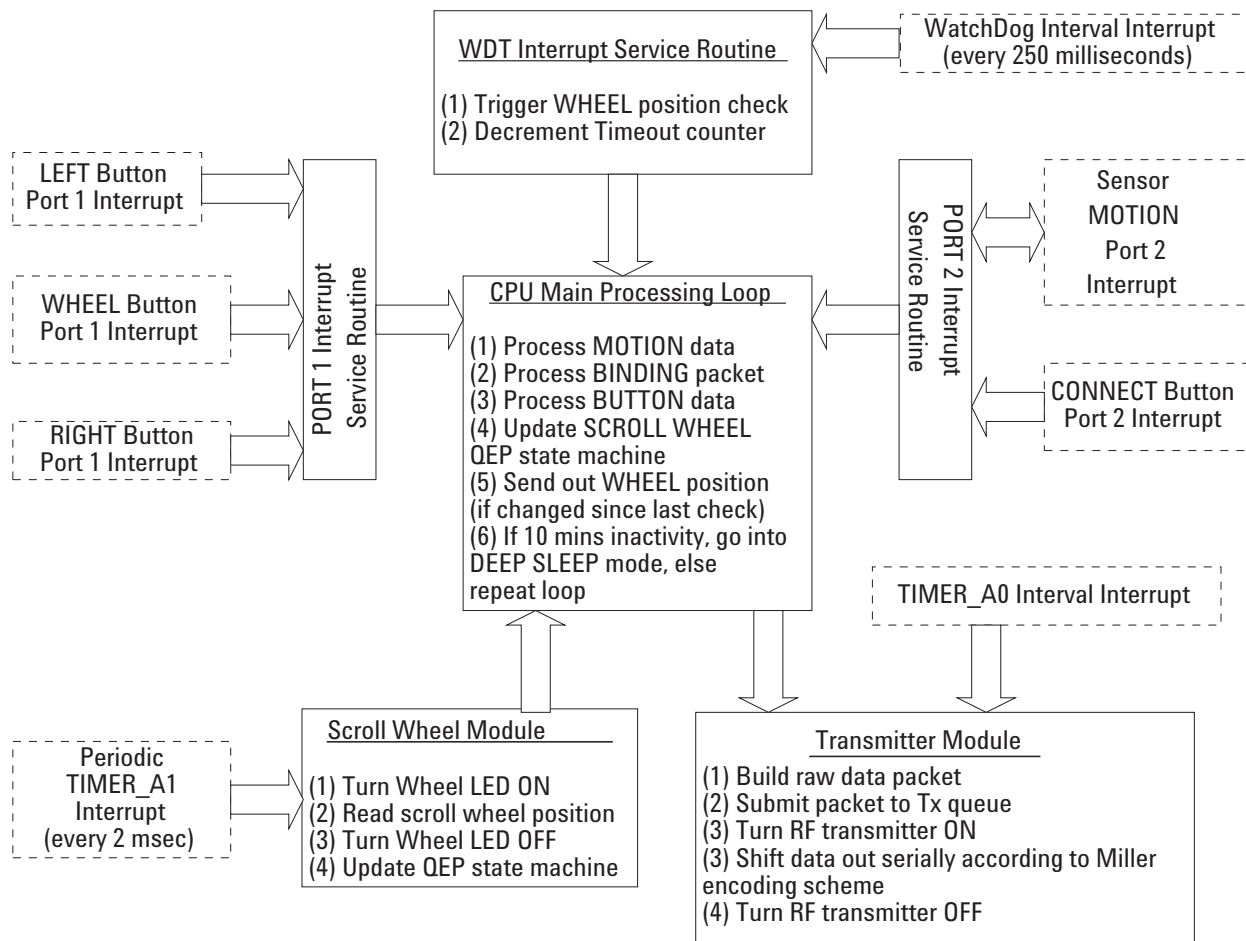 WDT Interrupt Service Routine
(1) Trigger WHEEL position check
(2) Decrement Timeout counter
WatchDog Interval Interrupt
(every 250 milliseconds)
LEFT Button
Port 1 Interrupt
WHEEL Button
Port 1 Interrupt
RIGHT Button
Port 1 Interrupt
PORT 1 Interrupt
Service Routine
CPU Main Processing Loop
(1) Process MOTION data
(2) Process BINDING packet
(3) Process BUTTON data
(4) Update SCROLL WHEEL
QEP state machine
(5) Send out WHEEL position
(if changed since last check)
(6) If 10 mins inactivity, go into
DEEP SLEEP mode, else
repeat loop
PORT 2 Interrupt
Service Routine
Sensor
MOTION
Port 2
Interrupt
CONNECT Button
Port 2 Interrupt
TIMER_A0 Interval Interrupt
Periodic
TIMER_A1
Interrupt
(every 2 msec)
Scroll Wheel Module
(1) Turn Wheel LED ON
(2) Read scroll wheel position
(3) Turn Wheel LED OFF
(4) Update QEP state machine
Transmitter Module
(1) Build raw data packet
(2) Submit packet to Tx queue
(3) Turn RF transmitter ON
(3) Shift data out serially according to Miller
encoding scheme
(4) Turn RF transmitter OFF